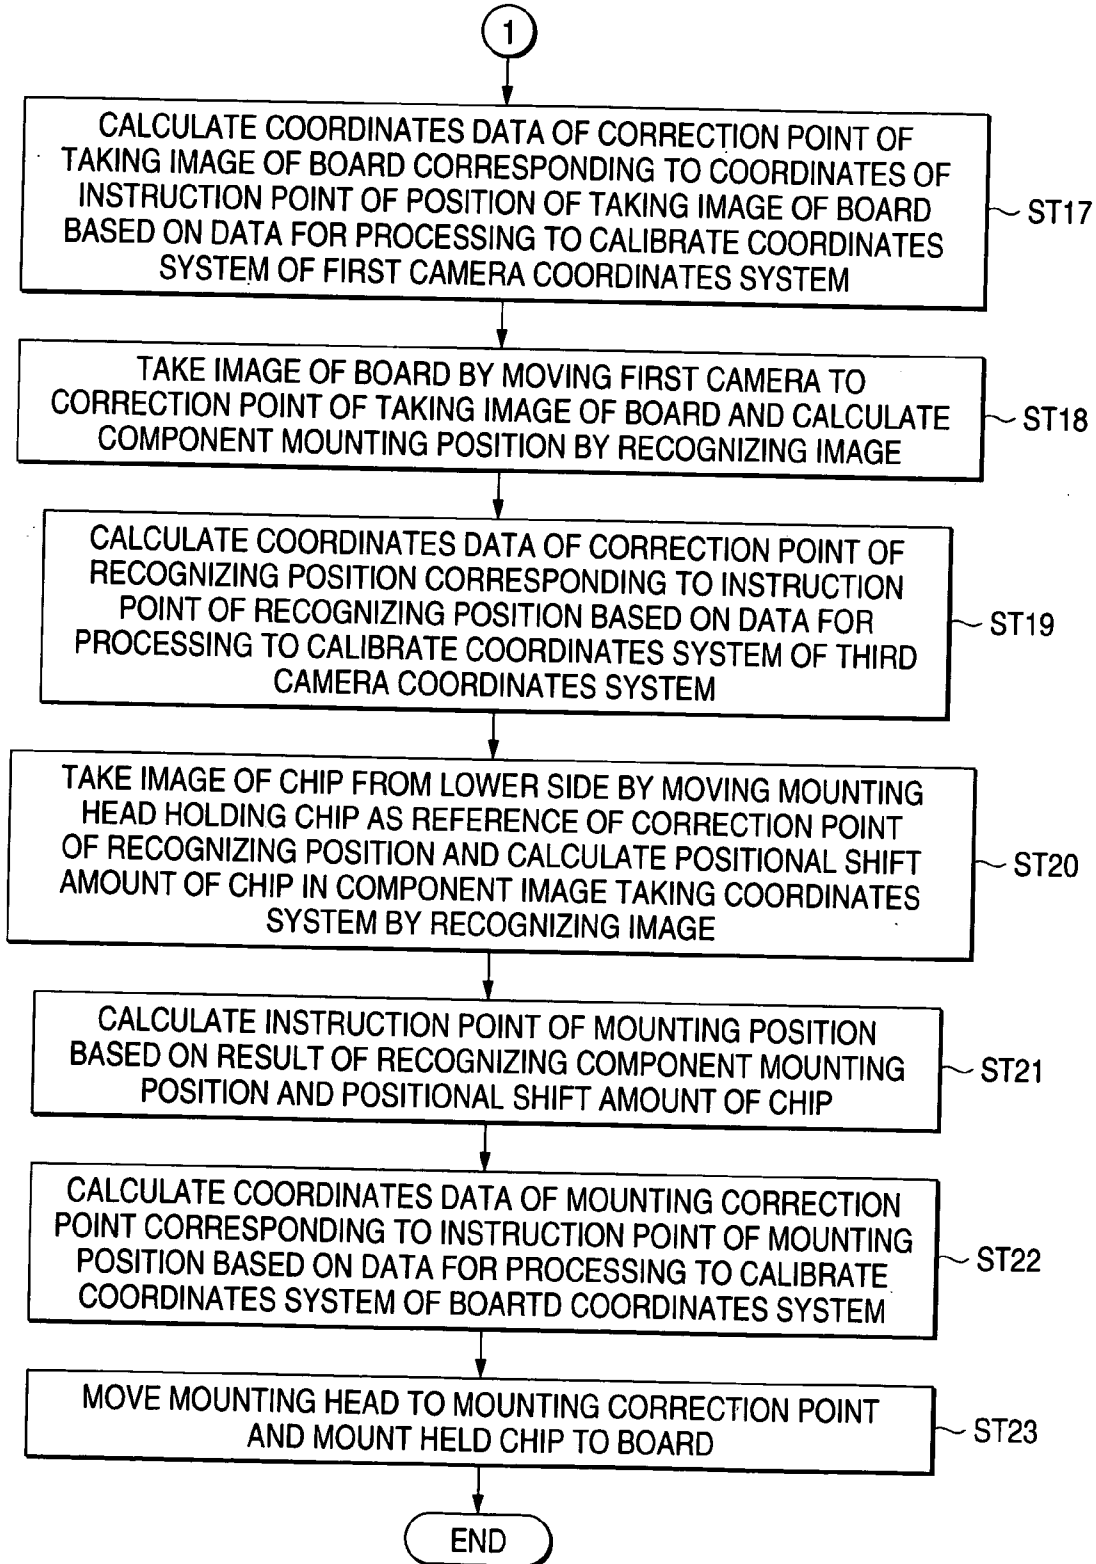 1
CALCULATE COORDINATES DATA OF CORRECTION POINT OF
TAKING IMAGE OF BOARD CORRESPONDING TO COORDINATES OF
INSTRUCTION POINT OF POSITION OF TAKING IMAGE OF BOARD
BASED ON DATA FOR PROCESSING TO CALIBRATE COORDINATES
SYSTEM OF FIRST CAMERA COORDINATES SYSTEM
ST17
TAKE IMAGE OF BOARD BY MOVING FIRST CAMERA TO
CORRECTION POINT OF TAKING IMAGE OF BOARD AND CALCULATE
COMPONENT MOUNTING POSITION BY RECOGNIZING IMAGE
ST18
CALCULATE COORDINATES DATA OF CORRECTION POINT OF
RECOGNIZING POSITION CORRESPONDING TO INSTRUCTION
POINT OF RECOGNIZING POSITION BASED ON DATA FOR
PROCESSING TO CALIBRATE COORDINATES SYSTEM OF THIRD
CAMERA COORDINATES SYSTEM
ST19
TAKE IMAGE OF CHIP FROM LOWER SIDE BY MOVING MOUNTING
HEAD HOLDING CHIP AS REFERENCE OF CORRECTION POINT
OF RECOGNIZING POSITION AND CALCULATE POSITIONAL SHIFT
AMOUNT OF CHIP IN COMPONENT IMAGE TAKING COORDINATES
SYSTEM BY RECOGNIZING IMAGE
ST20
CALCULATE INSTRUCTION POINT OF MOUNTING POSITION
BASED ON RESULT OF RECOGNIZING COMPONENT MOUNTING
POSITION AND POSITIONAL SHIFT AMOUNT OF CHIP
ST21
CALCULATE COORDINATES DATA OF MOUNTING CORRECTION
POINT CORRESPONDING TO INSTRUCTION POINT OF MOUNTING
POSITION BASED ON DATA FOR PROCESSING TO CALIBRATE
COORDINATES SYSTEM OF BOARTD COORDINATES SYSTEM
ST22
MOVE MOUNTING HEAD TO MOUNTING CORRECTION POINT
AND MOUNT HELD CHIP TO BOARD
ST23
END